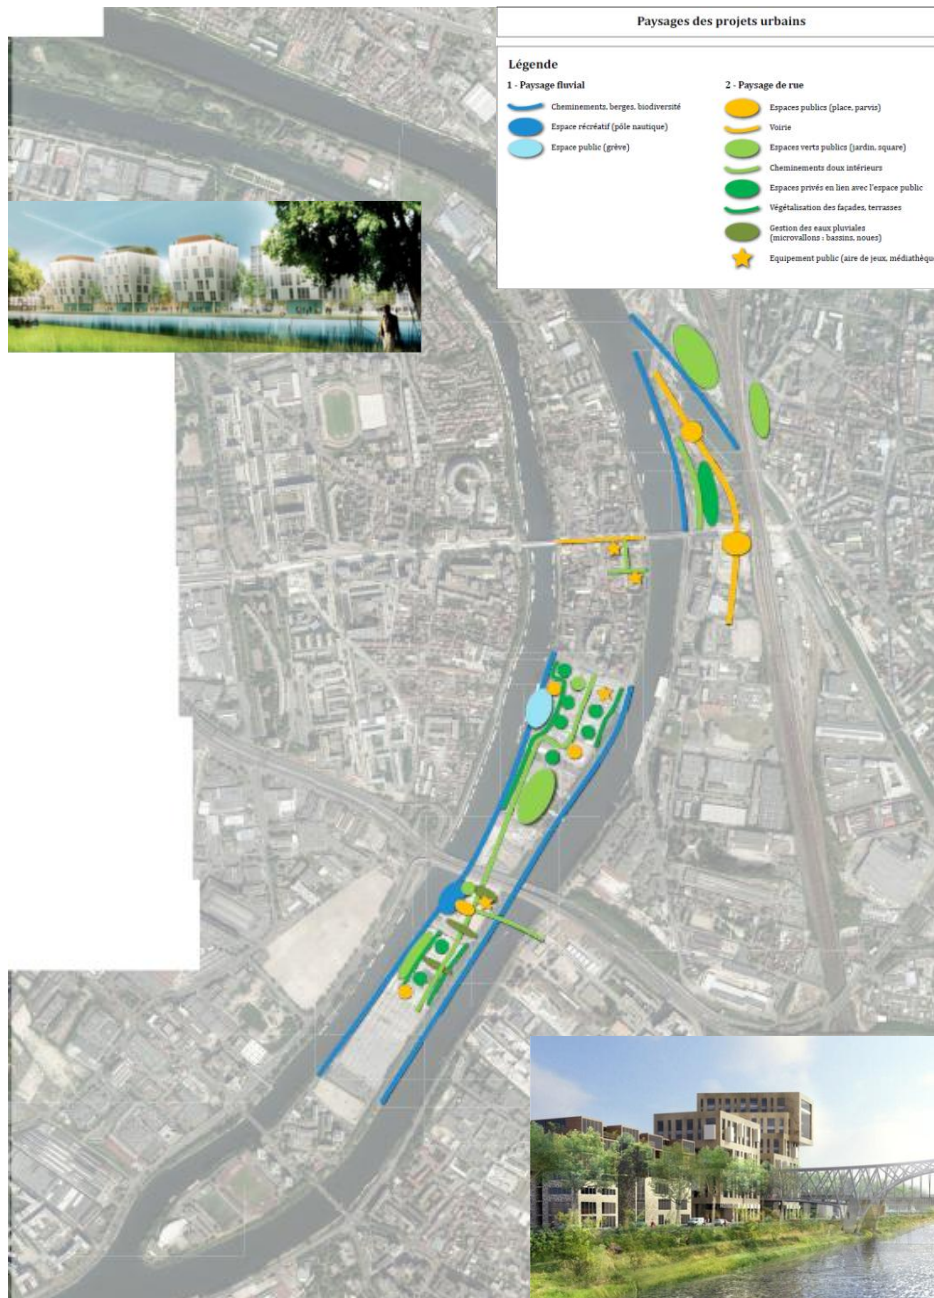 Paysages des projets urbains
Légende
1 - Paysage fluvial
Cheminements, berges, biodiversité
Espace récréatif (pôle nautique)
Espace public (grève)
2 - Paysage de rue
Espaces publics (place, parvis)
Voirie
Espaces verts publics (jardin, square)
Cheminements doux intérieurs
Espaces privés en lien avec l'espace public
Végétalisation des façades, terrasses
Gestion des eaux pluviales
(microvallons : bassins, noues)
Equipement public (aire de jeux, médiathèqu